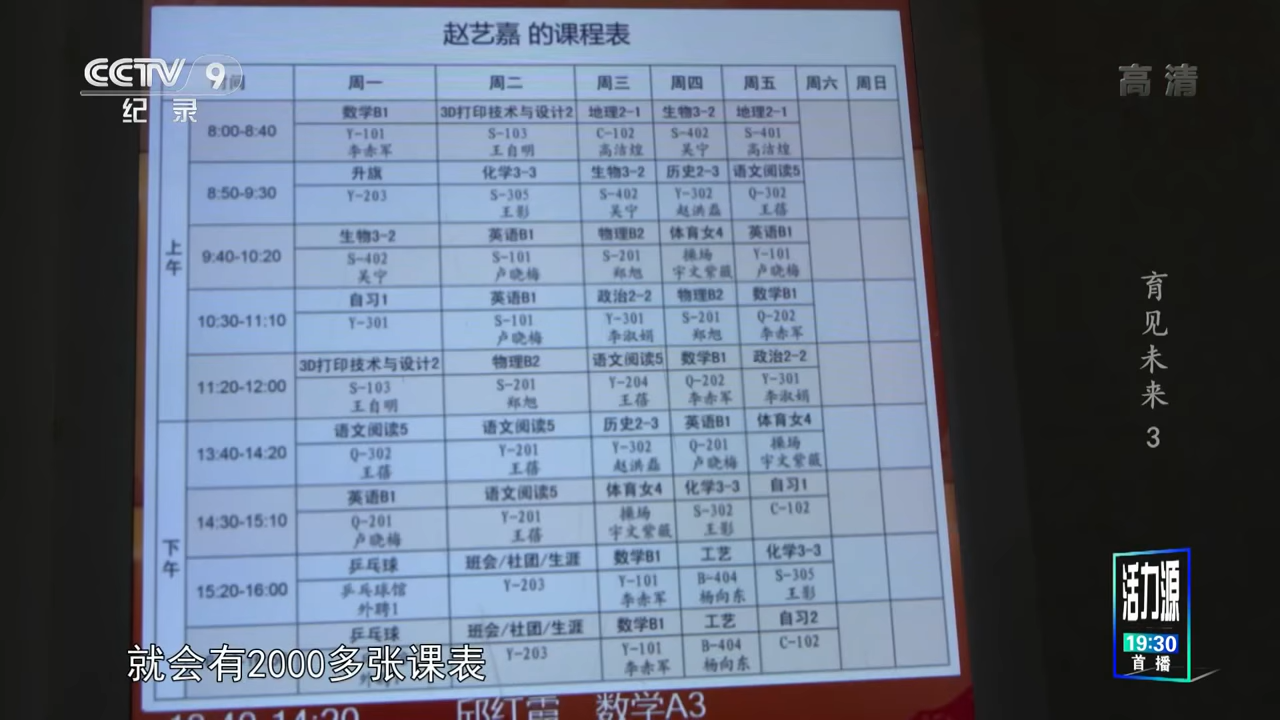 赵艺嘉 的课程表
CCTV 9
纪录
高清
间 周一 周二 周三 周四 周五 周六 周日
上午
8:00-8:40
数学B1 3D打印技术与设计2 地理2-1 生物3-2 地理2-1
Y-101 S-103 C-102 S-402 S-401
李赤军 王自明 高洁煌 吴宁 高洁煌
8:50-9:30
升旗 化学3-3 生物3-2 历史2-3 语文阅读5
Y-203 S-305 S-402 Y-302 Q-302
王影 吴宁 赵洪磊 王蓓
9:40-10:20
生物3-2 英语B1 物理B2 体育女4 英语B1
S-402 S-101 S-201 操场 Y-101
吴宁 卢晓梅 郑旭 宇文紫薇 卢晓梅
10:30-11:10
自习1 英语B1 政治2-2 物理B2 数学B1
Y-301 S-101 Y-301 S-201 Q-202
卢晓梅 李淑娟 郑旭 李赤军
11:20-12:00
3D打印技术与设计2 物理B2 语文阅读5 数学B1 政治2-2
S-103 S-201 Y-204 Q-202 Y-301
王自明 郑旭 王蓓 李赤军 李淑娟
下午
13:40-14:20
语文阅读5 语文阅读5 历史2-3 英语B1 体育女4
Q-302 Y-201 Y-302 Q-201 操场
王蓓 王蓓 赵洪磊 卢晓梅 宇文紫薇
14:30-15:10
英语B1 语文阅读5 体育女4 化学3-3 自习1
Q-201 Y-201 操场 S-302 C-102
卢晓梅 王蓓 宇文紫薇 王影
15:20-16:00
乒乓球 班会/社团/生涯 数学B1 工艺 化学3-3
乒乓球馆 Y-203 Y-101 B-404 S-305
外聘1 李赤军 杨向东 王影
乒乓球 班会/社团/生涯 数学B1 工艺 自习2
Y-203 Y-101 B-404 C-102
李赤军 杨向东
就会有2000多张课表
邱红雷 数学A3
育见未来 3
活力源
19:30
首播